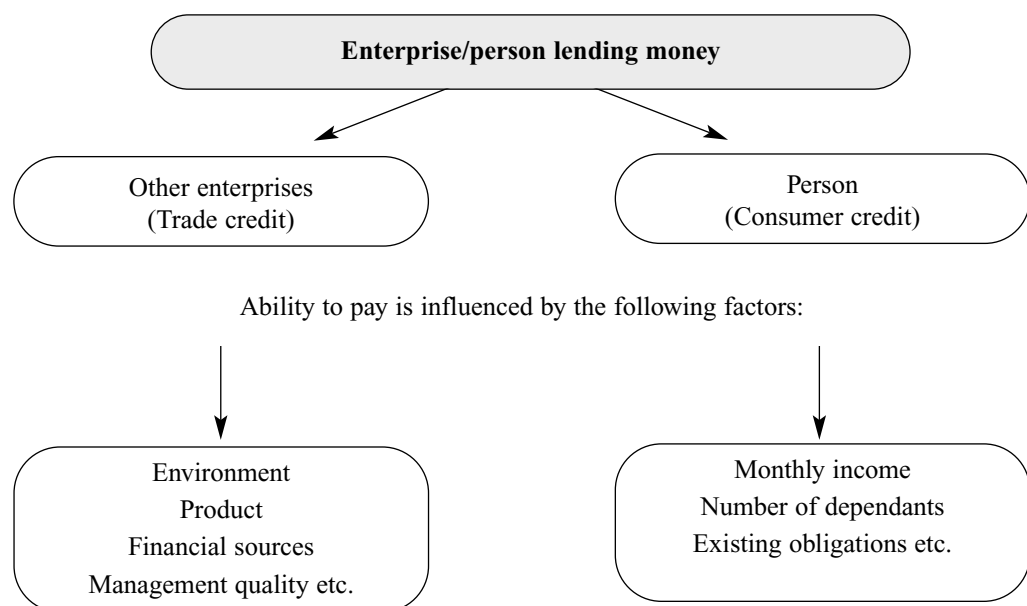 Enterprise/person lending money
Other enterprises
(Trade credit)
Person
(Consumer credit)
Ability to pay is influenced by the following factors:
Environment
Product
Financial sources
Management quality etc.
Monthly income
Number of dependants
Existing obligations etc.